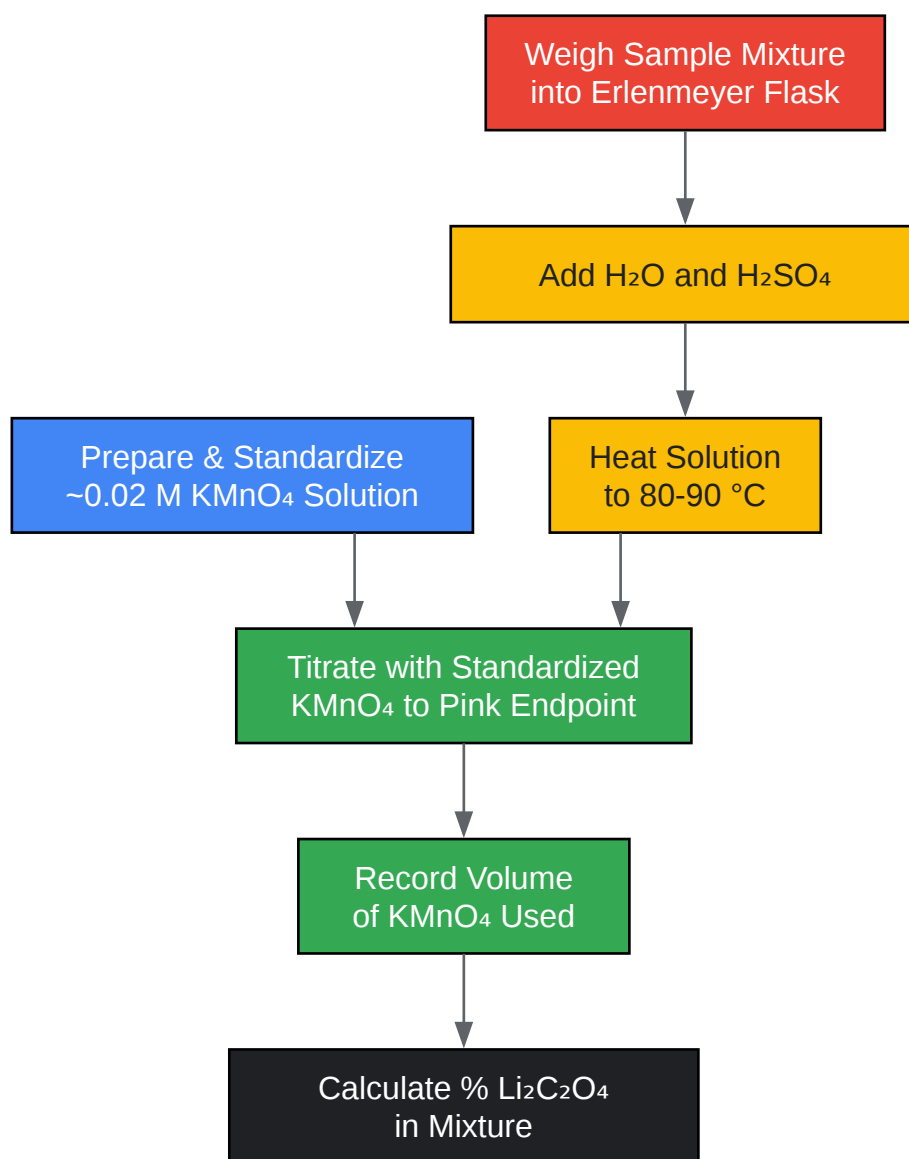 Weigh Sample Mixture
into Erlenmeyer Flask
Add H₂O and H₂SO₄
Prepare & Standardize
~0.02 M KMnO₄ Solution
Heat Solution
to 80-90 °C
Titrate with Standardized
KMnO₄ to Pink Endpoint
Record Volume
of KMnO₄ Used
Calculate % Li₂C₂O₄
in Mixture